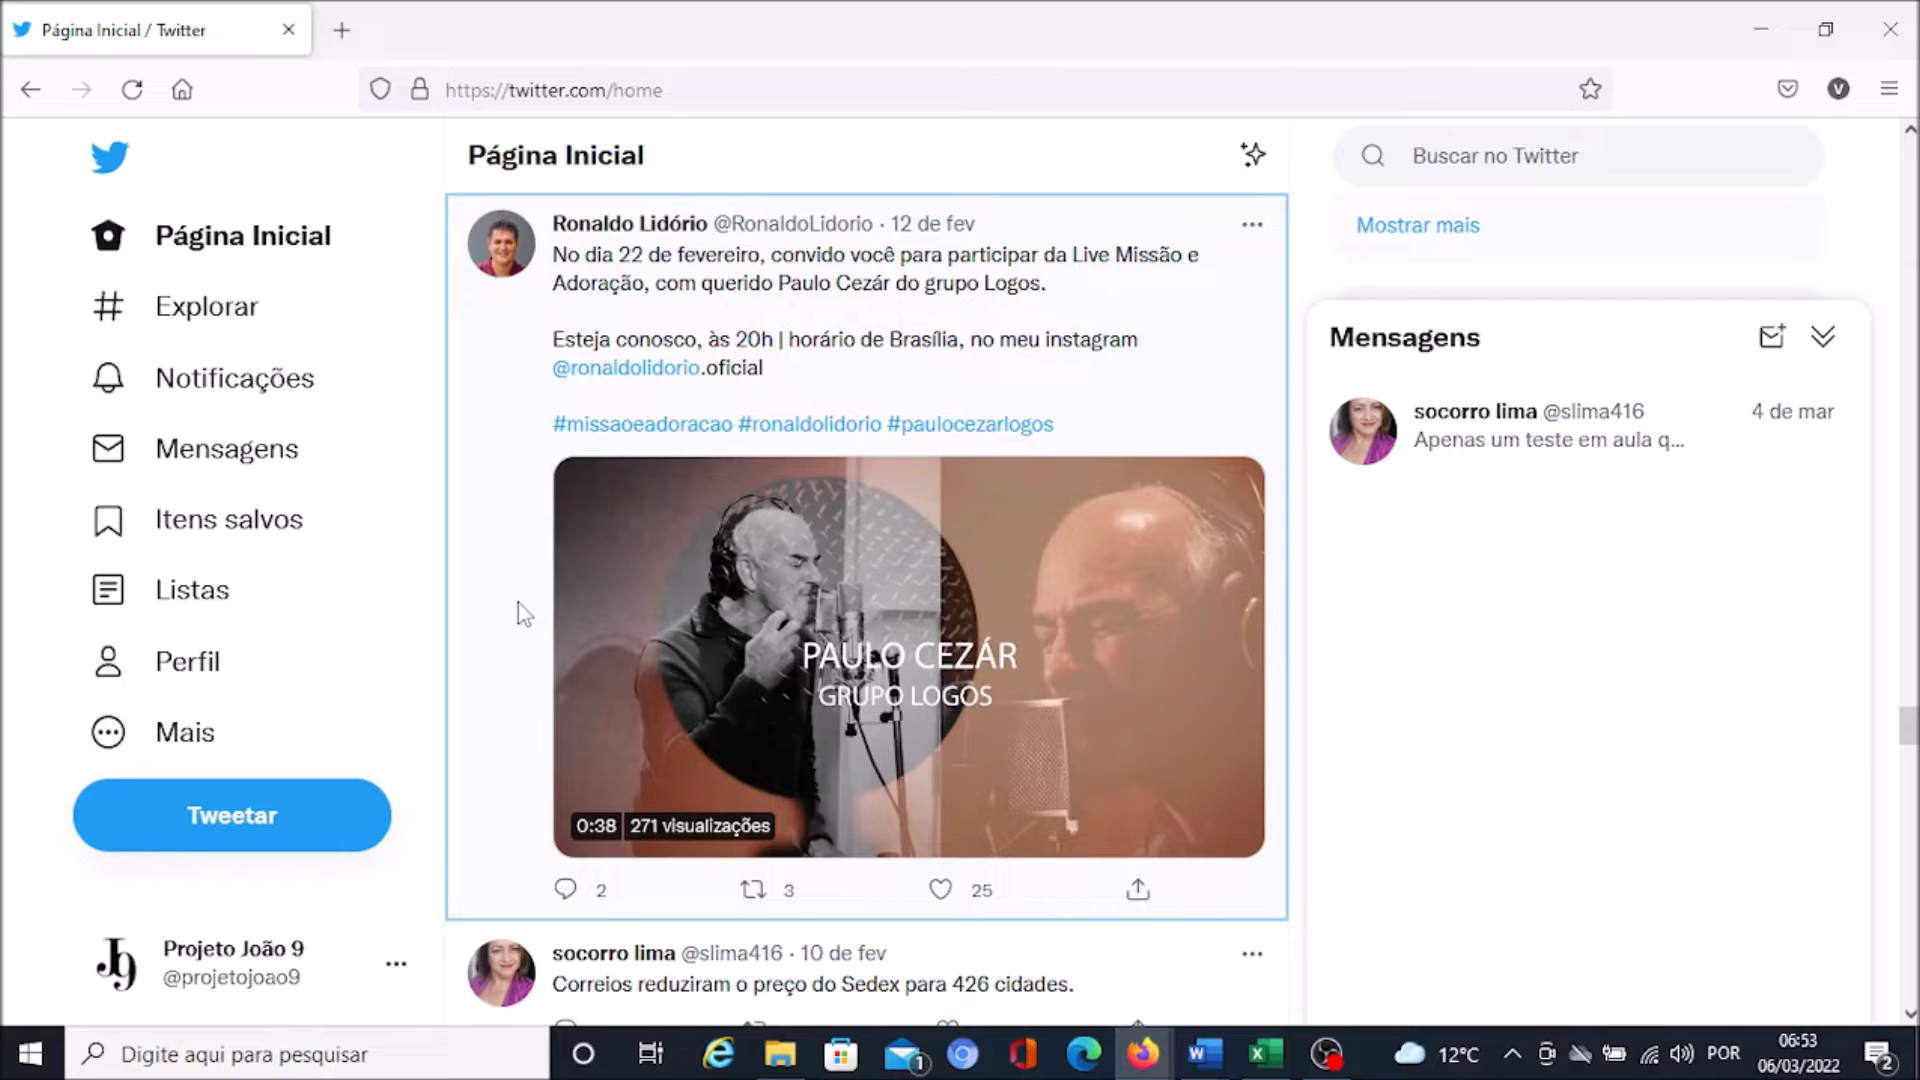 Página Inicial / Twitter
https://twitter.com/home
Página Inicial
Explorar
Notificações
Mensagens
Itens salvos
Listas
Perfil
Mais
Tweetar
Projeto João 9
@projetojoao9
Página Inicial
Ronaldo Lidório @RonaldoLidorio · 12 de fev
No dia 22 de fevereiro, convido você para participar da Live Missão e
Adoração, com querido Paulo Cezár do grupo Logos.
Esteja conosco, às 20h | horário de Brasília, no meu instagram
@ronaldolidorio.oficial
#missaoeadoracao #ronaldolidorio #paulocezarlogos
PAULO CEZÁR
GRUPO LOGOS
0:38 271 visualizações
2 3 25
socorro lima @slima416 · 10 de fev
Correios reduziram o preço do Sedex para 426 cidades.
Buscar no Twitter
Mostrar mais
Mensagens
socorro lima @slima416 4 de mar
Apenas um teste em aula q...
Digite aqui para pesquisar
1
12°C
POR
06:53
06/03/2022
2